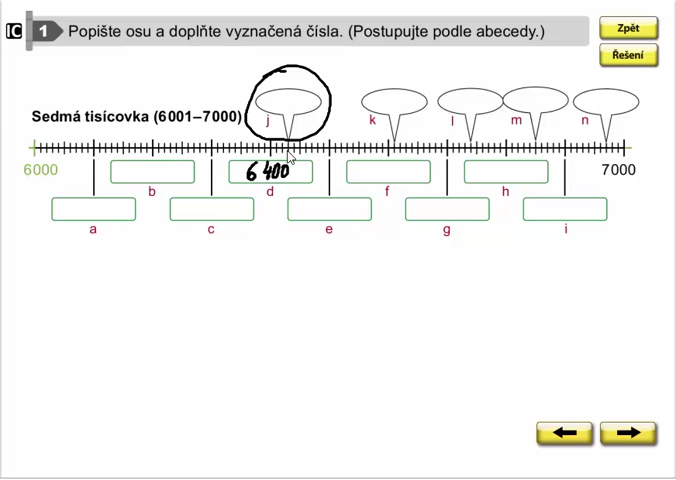 IC 1 Popište osu a doplňte vyznačená čísla. (Postupujte podle abecedy.)
Zpět
Řešení
Sedmá tisícovka (6001–7000)
j k l m n
6000 7000
6 400
b d f h
a c e g i